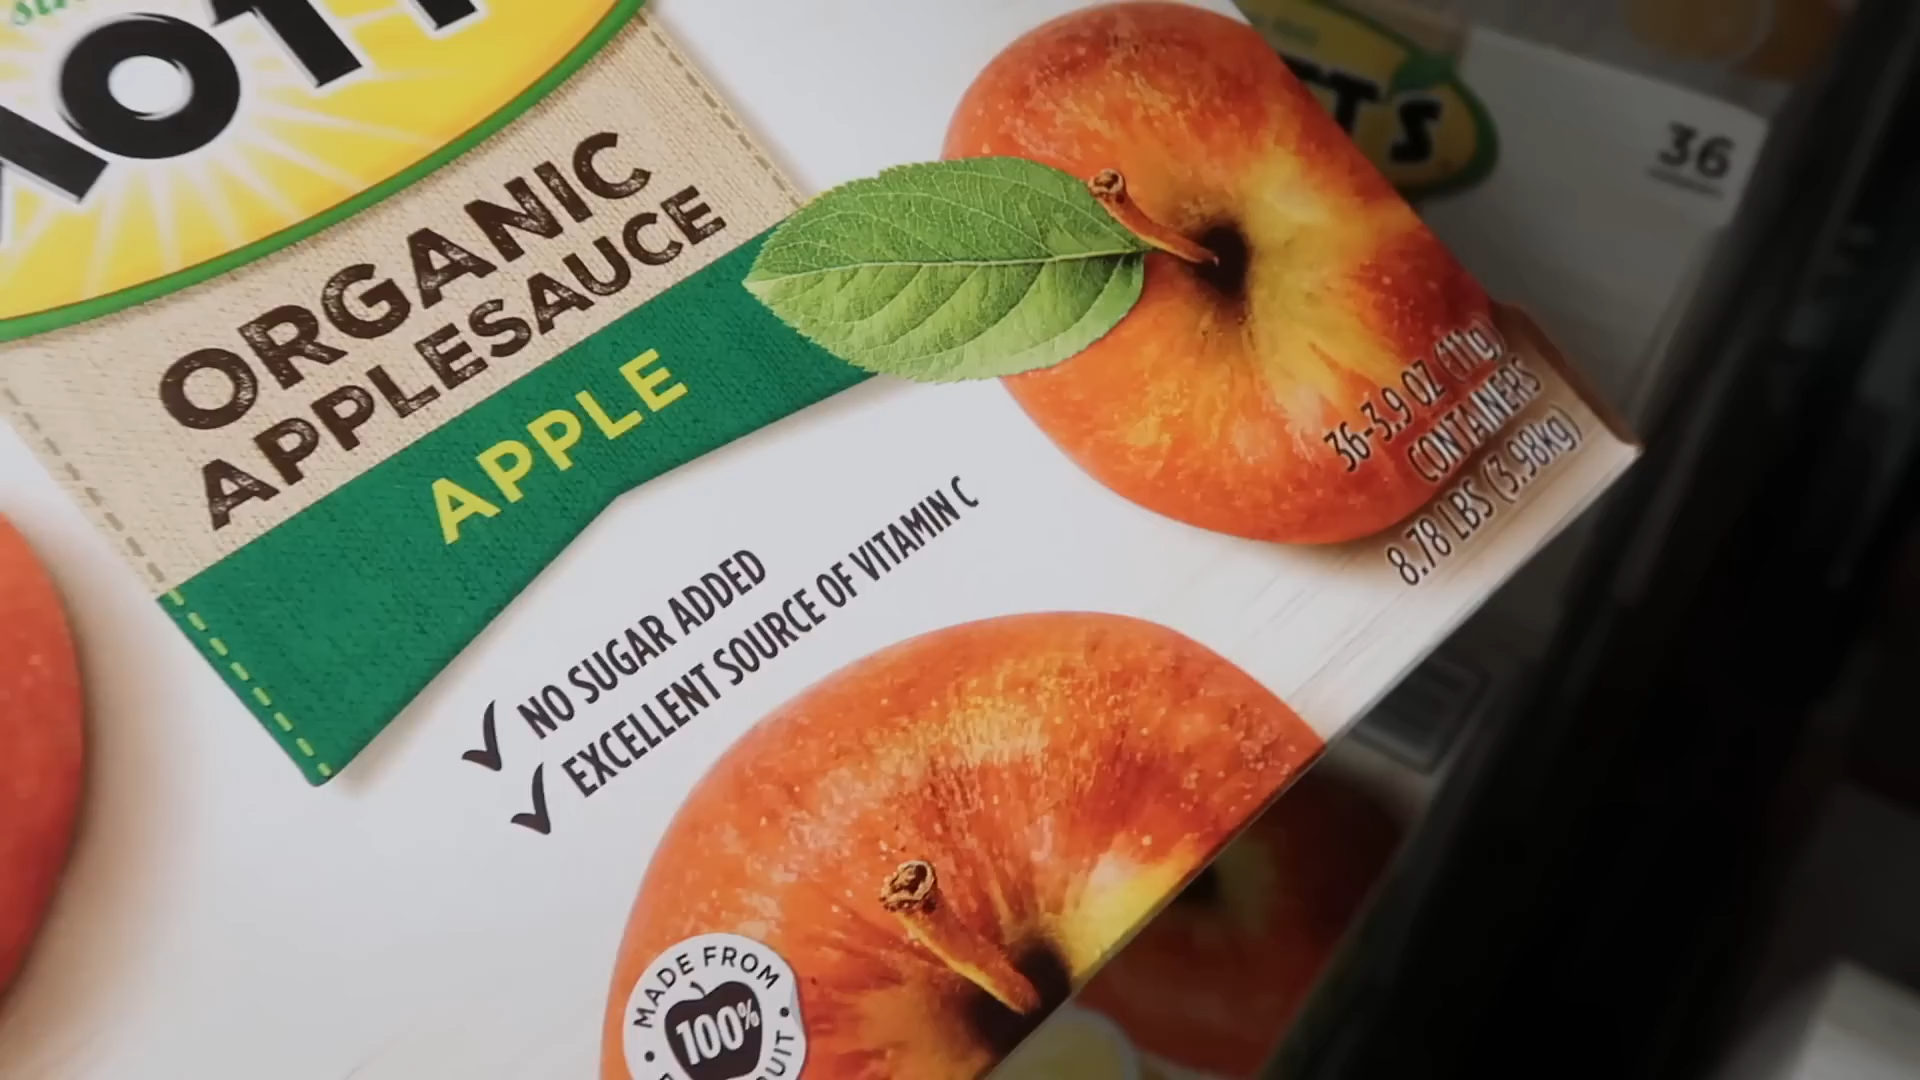 MOTT
ORGANIC
APPLESAUCE
APPLE
✓ NO SUGAR ADDED
✓ EXCELLENT SOURCE OF VITAMIN C
36-3.9 OZ (111g)
CONTAINERS
8.78 LBS (3.98kg)
MADE FROM
100%
TT'S
36